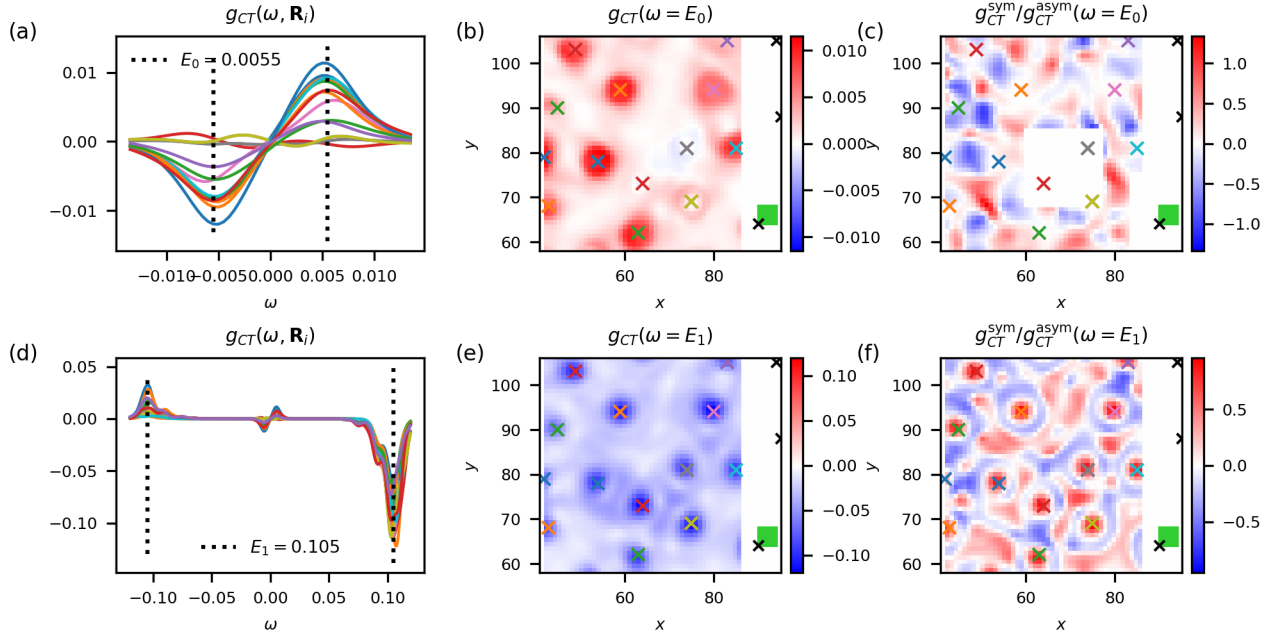 (a)
g_CT(ω, R_i)
E_0 = 0.0055
0.01
0.00
−0.01
−0.010
−0.005
0.000
0.005
0.010
ω
(b)
g_CT(ω = E_0)
y
100
90
80
70
60
60
80
x
0.010
0.005
0.000
−0.005
−0.010
(c)
g_CT^sym/g_CT^asym(ω = E_0)
y
100
90
80
70
60
60
80
x
1.0
0.5
0.0
−0.5
−1.0
(d)
g_CT(ω, R_i)
0.05
0.00
−0.05
−0.10
E_1 = 0.105
−0.10
−0.05
0.00
0.05
0.10
ω
(e)
g_CT(ω = E_1)
y
100
90
80
70
60
60
80
x
0.10
0.05
0.00
−0.05
−0.10
(f)
g_CT^sym/g_CT^asym(ω = E_1)
y
100
90
80
70
60
60
80
x
0.5
0.0
−0.5